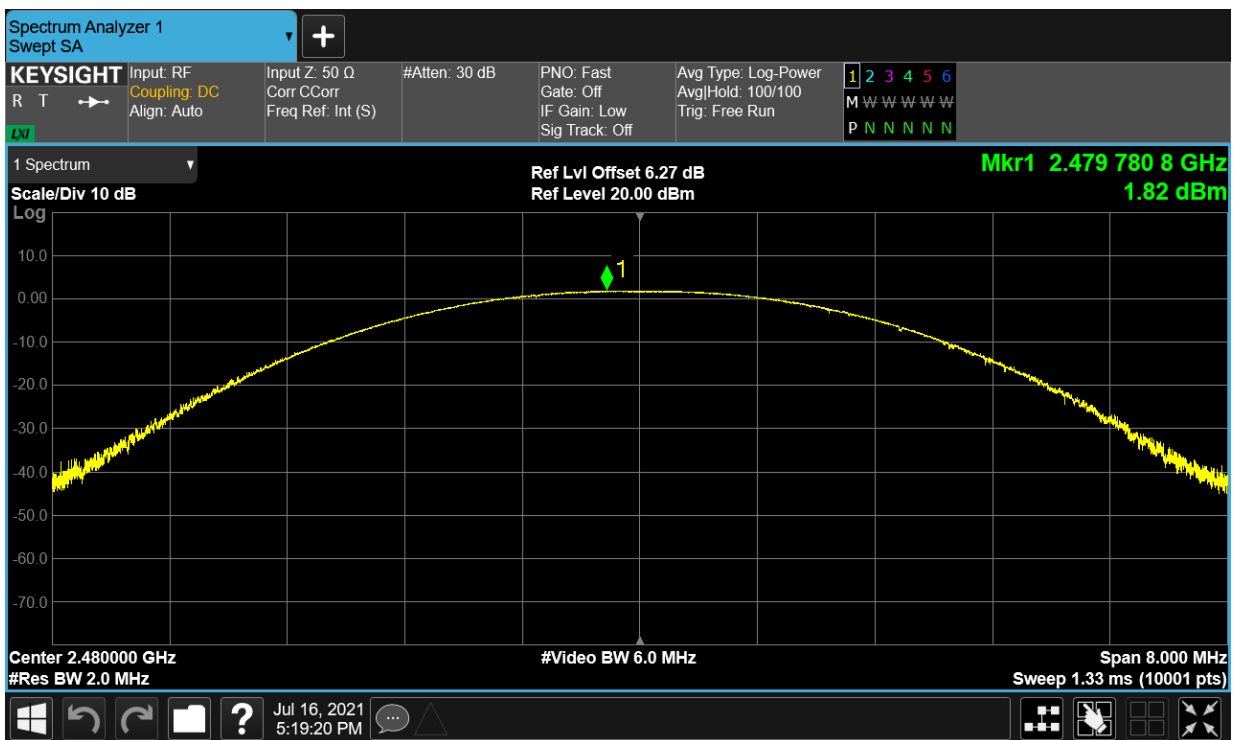 Spectrum Analyzer 1
Swept SA
KEYSIGHT
R T
LXI
Input: RF
Coupling: DC
Align: Auto
Input Z: 50 Ω
Corr CCorr
Freq Ref: Int (S)
#Atten: 30 dB
PNO: Fast
Gate: Off
IF Gain: Low
Sig Track: Off
Avg Type: Log-Power
Avg|Hold: 100/100
Trig: Free Run
1 2 3 4 5 6
M W W W W W
P N N N N N
1 Spectrum
Scale/Div 10 dB
Ref Lvl Offset 6.27 dB
Ref Level 20.00 dBm
Mkr1 2.479 780 8 GHz
1.82 dBm
Log
10.0
0.00
-10.0
-20.0
-30.0
-40.0
-50.0
-60.0
-70.0
1
Center 2.480000 GHz
#Res BW 2.0 MHz
#Video BW 6.0 MHz
Span 8.000 MHz
Sweep 1.33 ms (10001 pts)
?
Jul 16, 2021
5:19:20 PM